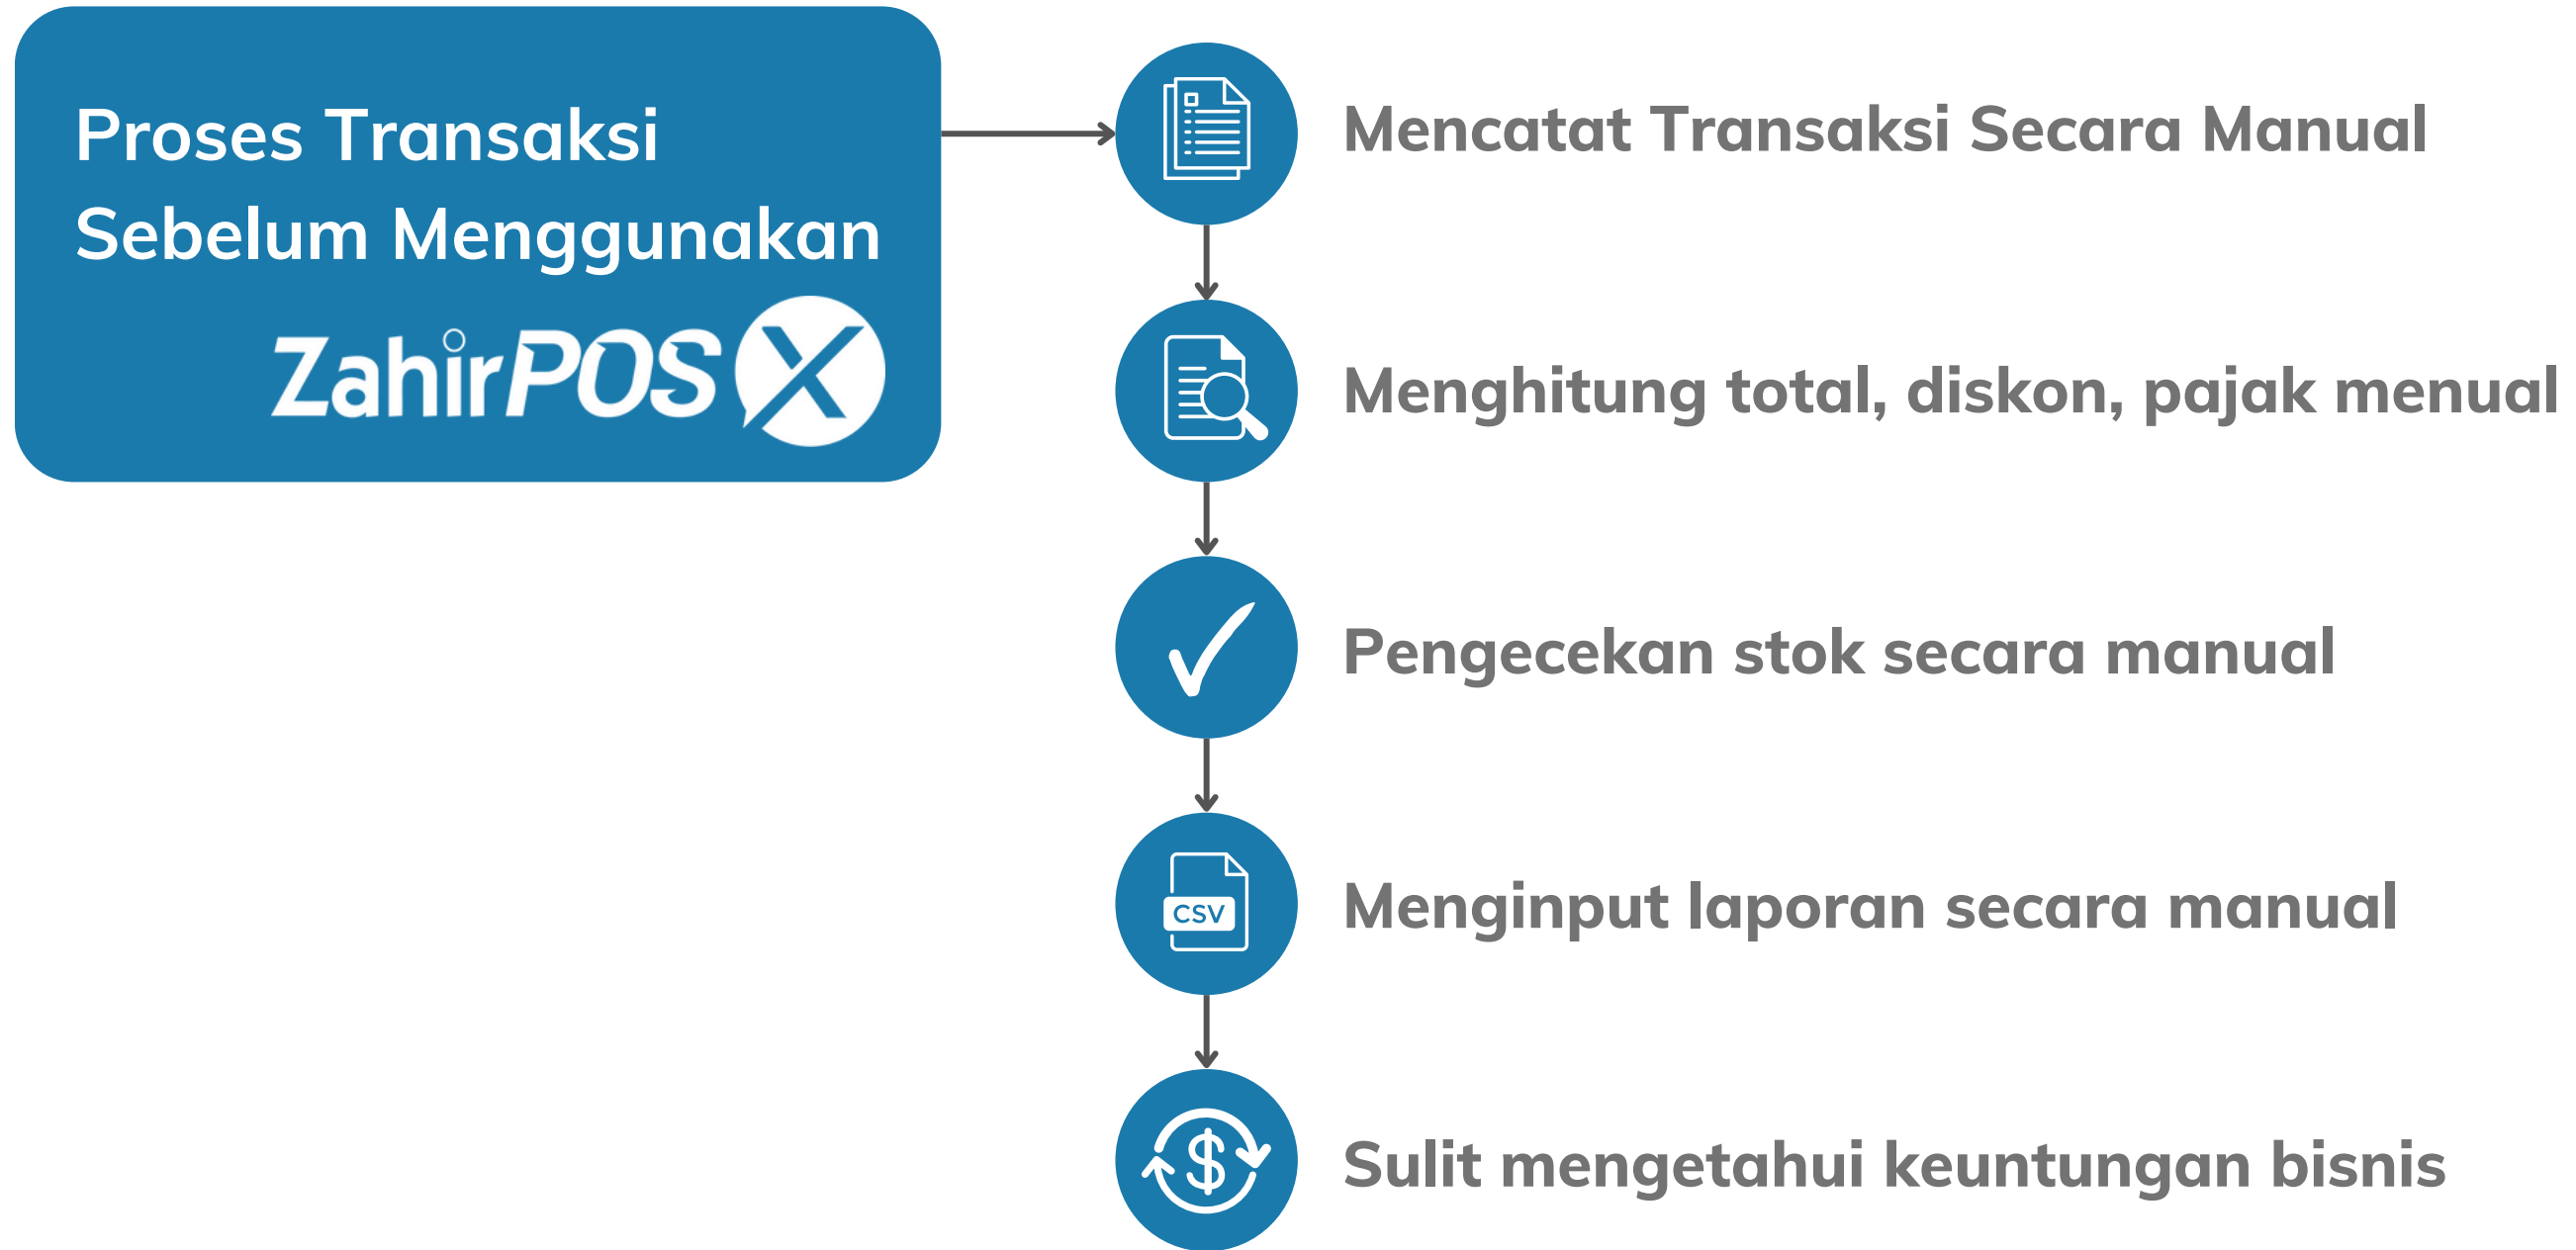 Proses Transaksi
Sebelum Menggunakan
ZahirPOS X
Mencatat Transaksi Secara Manual
Menghitung total, diskon, pajak menual
Pengecekan stok secara manual
CSV
Menginput laporan secara manual
$
Sulit mengetahui keuntungan bisnis